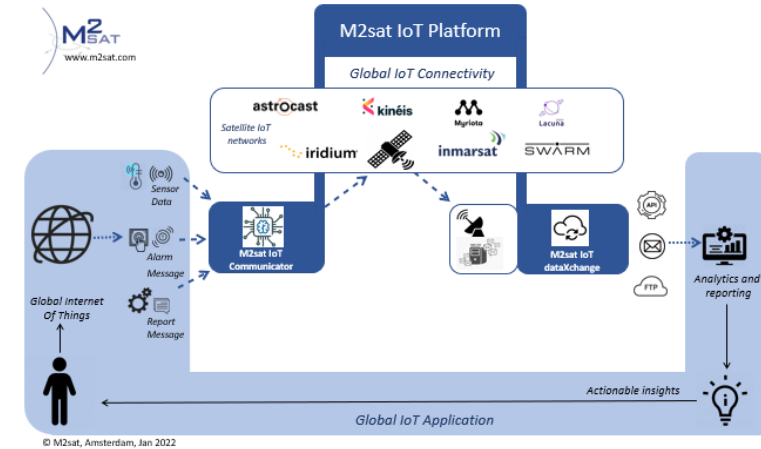 M2SAT
www.m2sat.com
M2sat IoT Platform
Global IoT Connectivity
astrocast
kinéis
Myriota
Lacuna
Satellite IoT
networks
iridium
inmarsat
SWARM
Sensor
Data
Alarm
Message
Report
Message
Global Internet
Of Things
M2sat IoT
Communicator
M2sat IoT
dataXchange
API
FTP
Analytics and
reporting
Actionable insights
Global IoT Application
© M2sat, Amsterdam, Jan 2022